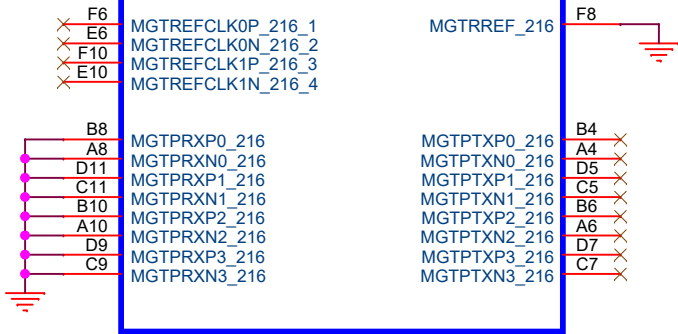 F6 MGTREFCLK0P_216_1 MGTRREF_216 F8
E6 MGTREFCLK0N_216_2
F10 MGTREFCLK1P_216_3
E10 MGTREFCLK1N_216_4
B8 MGTPRXP0_216 MGTPTXP0_216 B4
A8 MGTPRXN0_216 MGTPTXN0_216 A4
D11 MGTPRXP1_216 MGTPTXP1_216 D5
C11 MGTPRXN1_216 MGTPTXN1_216 C5
B10 MGTPRXP2_216 MGTPTXP2_216 B6
A10 MGTPRXN2_216 MGTPTXN2_216 A6
D9 MGTPRXP3_216 MGTPTXP3_216 D7
C9 MGTPRXN3_216 MGTPTXN3_216 C7